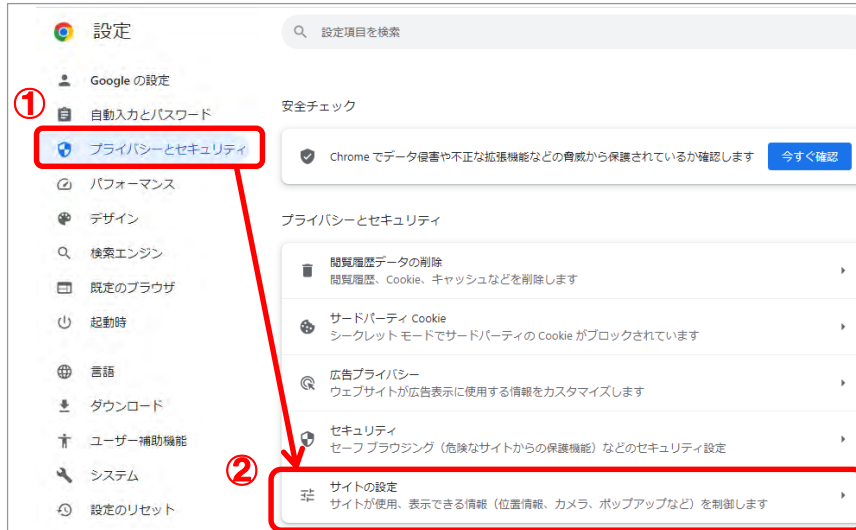 設定
設定項目を検索
Google の設定
①
自動入力とパスワード
プライバシーとセキュリティ
パフォーマンス
デザイン
検索エンジン
既定のブラウザ
起動時
言語
ダウンロード
ユーザー補助機能
システム
設定のリセット
安全チェック
Chrome でデータ侵害や不正な拡張機能などの脅威から保護されているか確認します
今すぐ確認
プライバシーとセキュリティ
閲覧履歴データの削除
閲覧履歴、Cookie、キャッシュなどを削除します
サードパーティ Cookie
シークレット モードでサードパーティの Cookie がブロックされています
広告プライバシー
ウェブサイトが広告表示に使用する情報をカスタマイズします
セキュリティ
セーフ ブラウジング（危険なサイトからの保護機能）などのセキュリティ設定
②
サイトの設定
サイトが使用、表示できる情報（位置情報、カメラ、ポップアップなど）を制御します